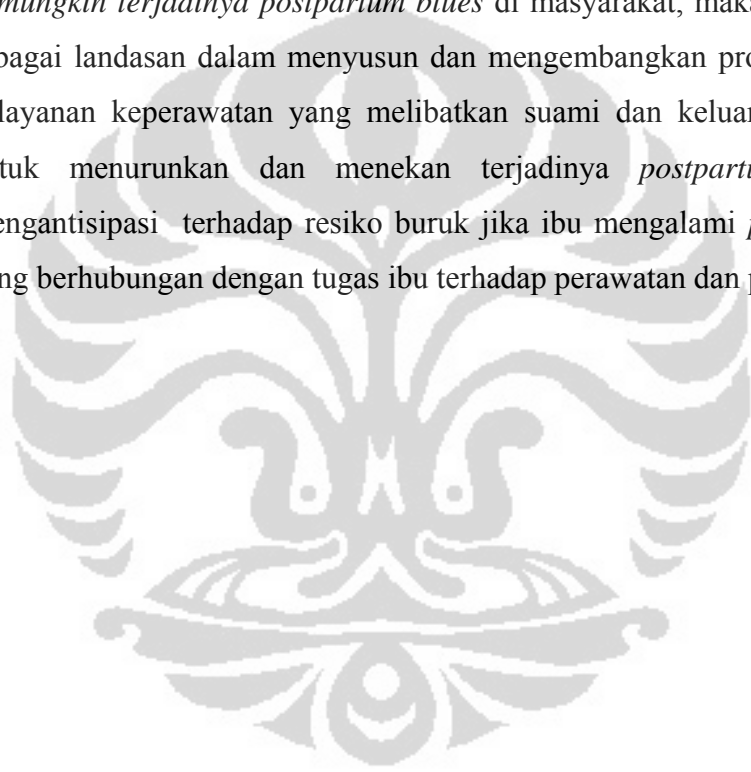 mungkin terjadinya postpartum blues di masyarakat, maka
bagai landasan dalam menyusun dan mengembangkan pro
layanan keperawatan yang melibatkan suami dan keluar
tuk menurunkan dan menekan terjadinya postpartu
engantisipasi terhadap resiko buruk jika ibu mengalami p
ng berhubungan dengan tugas ibu terhadap perawatan dan p